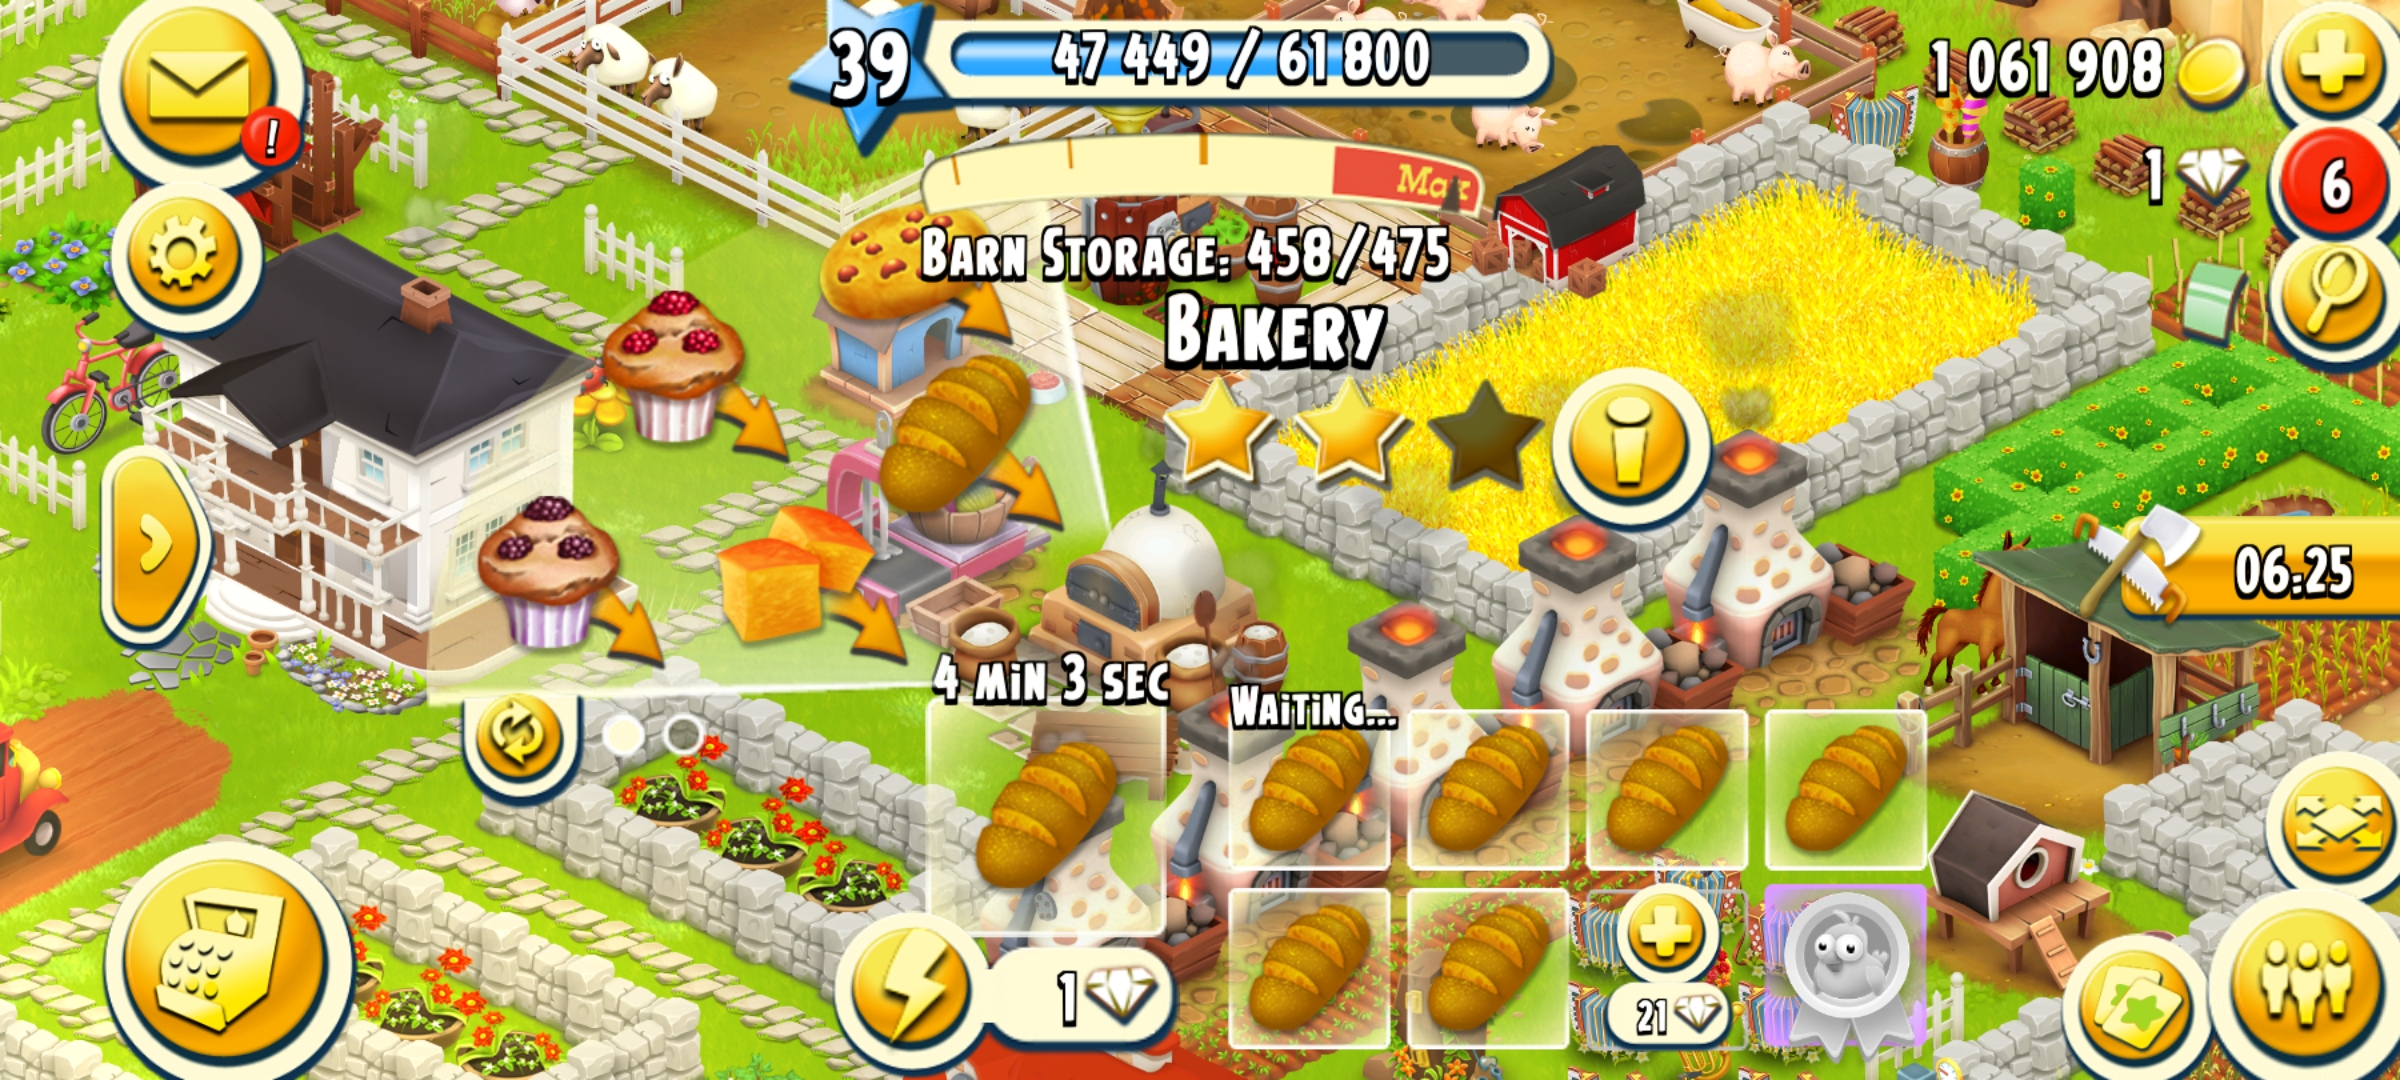 39
47 449 / 61 800
1 061 908
!
1
6
Max
BARN STORAGE: 458/475
BAKERY
06:25
4 MIN 3 SEC
WAITING...
1
21